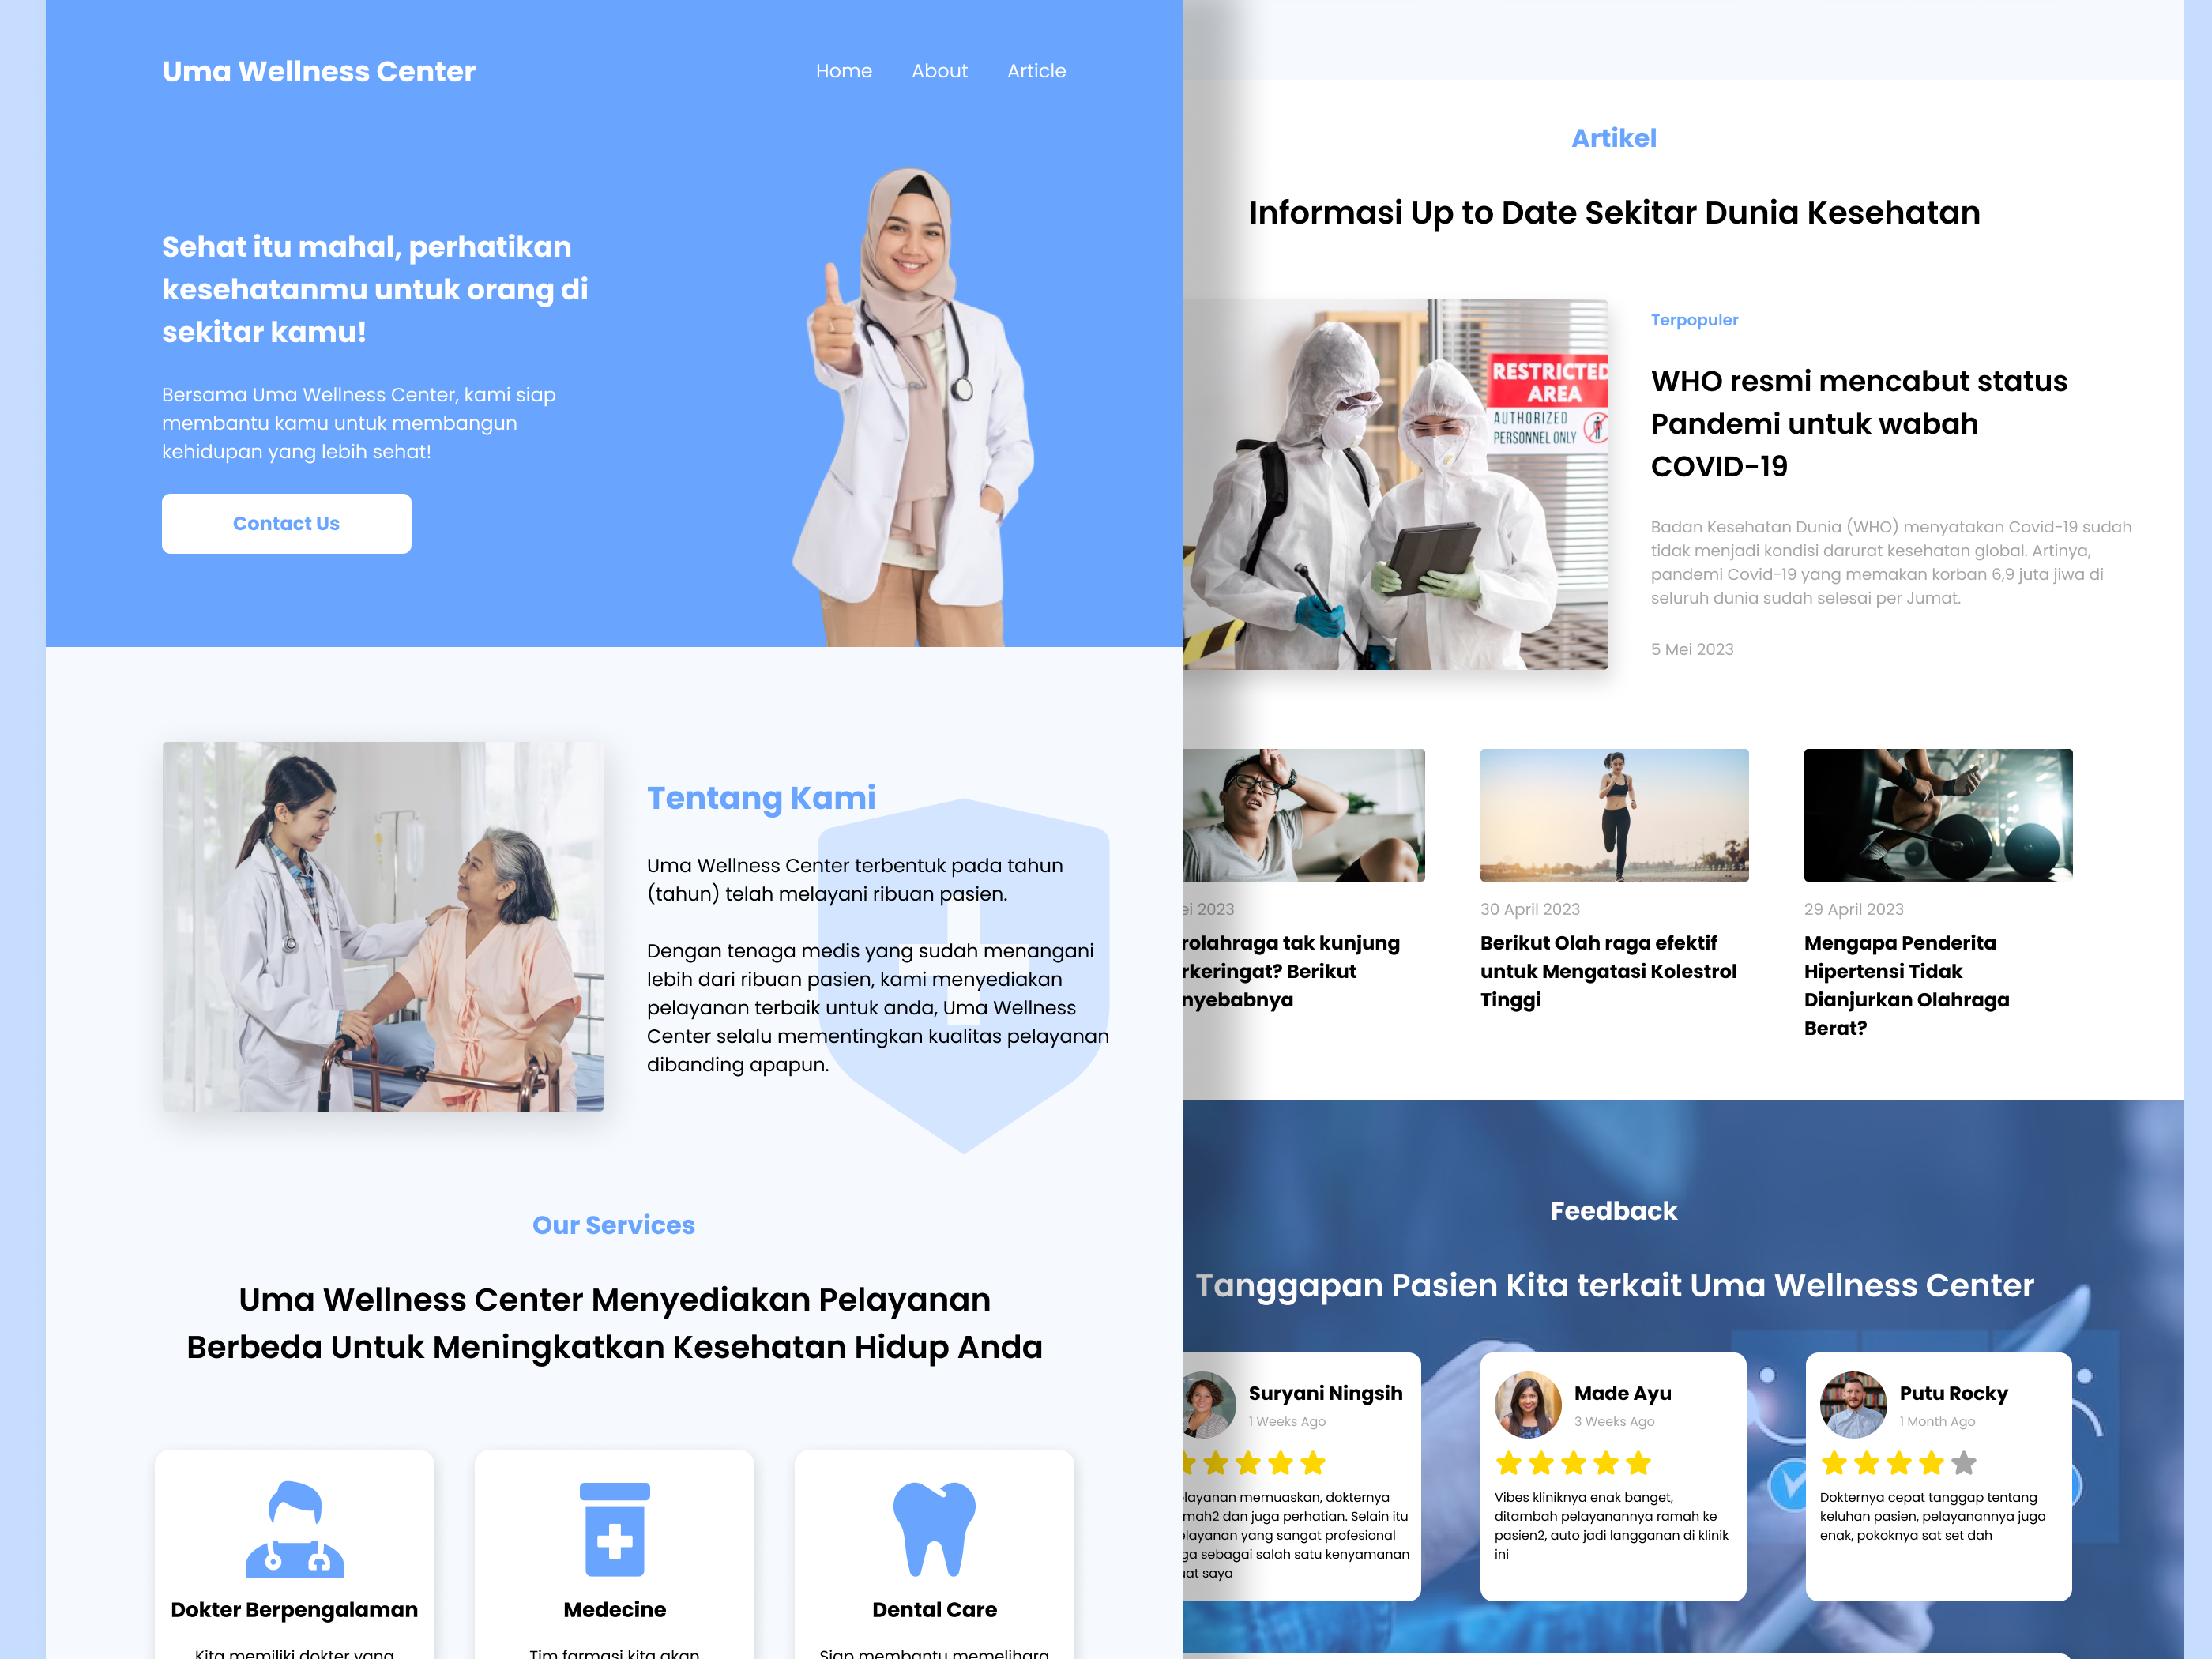 Uma Wellness Center
Home About Article
Sehat itu mahal, perhatikan
kesehatanmu untuk orang di
sekitar kamu!
Bersama Uma Wellness Center, kami siap
membantu kamu untuk membangun
kehidupan yang lebih sehat!
Contact Us
Tentang Kami
Uma Wellness Center terbentuk pada tahun
(tahun) telah melayani ribuan pasien.
Dengan tenaga medis yang sudah menangani
lebih dari ribuan pasien, kami menyediakan
pelayanan terbaik untuk anda, Uma Wellness
Center selalu mementingkan kualitas pelayanan
dibanding apapun.
Our Services
Uma Wellness Center Menyediakan Pelayanan
Berbeda Untuk Meningkatkan Kesehatan Hidup Anda
Dokter Berpengalaman
Kita memiliki dokter yang
Medecine
Tim farmasi kita akan
Dental Care
Siap membantu memelihara
Artikel
Informasi Up to Date Sekitar Dunia Kesehatan
RESTRICTED
AREA
AUTHORIZED
PERSONNEL ONLY
Terpopuler
WHO resmi mencabut status
Pandemi untuk wabah
COVID-19
Badan Kesehatan Dunia (WHO) menyatakan Covid-19 sudah
tidak menjadi kondisi darurat kesehatan global. Artinya,
pandemi Covid-19 yang memakan korban 6,9 juta jiwa di
seluruh dunia sudah selesai per Jumat.
5 Mei 2023
ei 2023
rolahraga tak kunjung
rkeringat? Berikut
nyebabnya
30 April 2023
Berikut Olah raga efektif
untuk Mengatasi Kolestrol
Tinggi
29 April 2023
Mengapa Penderita
Hipertensi Tidak
Dianjurkan Olahraga
Berat?
Feedback
Tanggapan Pasien Kita terkait Uma Wellness Center
Suryani Ningsih
1 Weeks Ago
elayanan memuaskan, dokternya
mah2 dan juga perhatian. Selain itu
elayanan yang sangat profesional
ga sebagai salah satu kenyamanan
uat saya
Made Ayu
3 Weeks Ago
Vibes kliniknya enak banget,
ditambah pelayanannya ramah ke
pasien2, auto jadi langganan di klinik
ini
Putu Rocky
1 Month Ago
Dokternya cepat tanggap tentang
keluhan pasien, pelayanannya juga
enak, pokoknya sat set dah